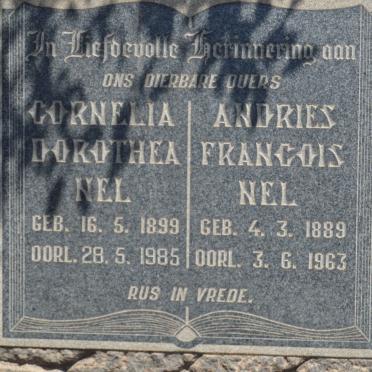 In Liefdevolle Herinnering aan
ONS DIERBARE OUERS
CORNELIA
DOROTHEA
NEL
GEB. 16. 5. 1899
OORL. 28. 5. 1985
ANDRIES
FRANCOIS
NEL
GEB. 4. 3. 1889
OORL. 3. 6. 1963
RUS IN VREDE.